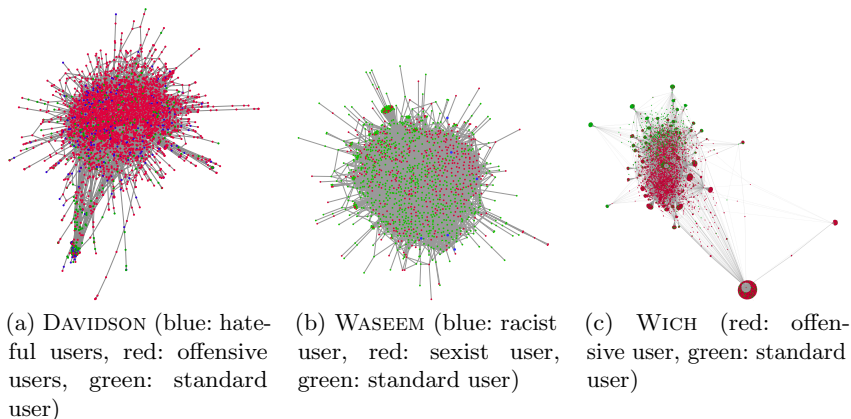 (a) DAVIDSON (blue: hate-
ful users, red: offensive
users, green: standard
user)
(b) WASEEM (blue: racist
user, red: sexist user,
green: standard user)
(c) WICH (red: offen-
sive user, green: standard
user)